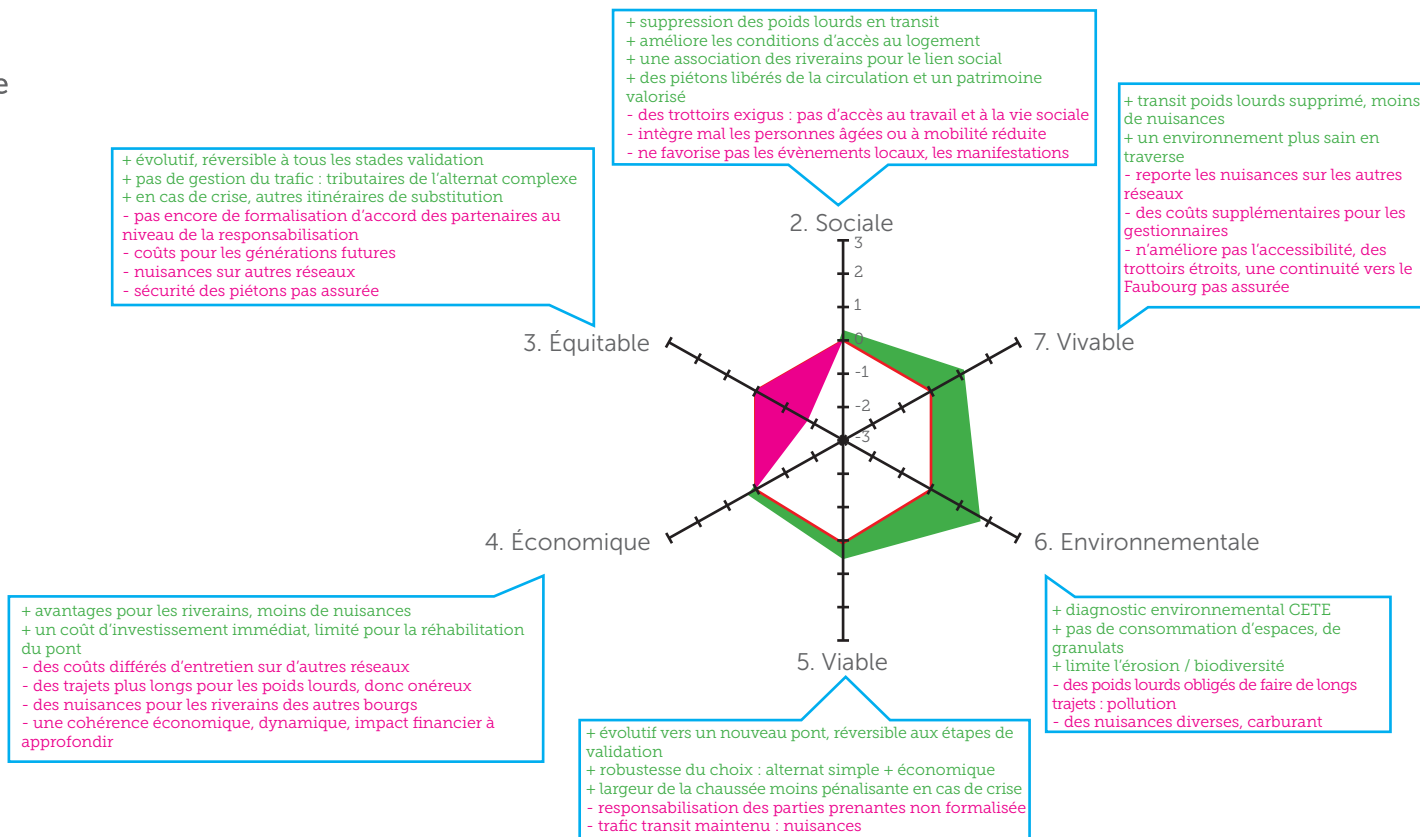 e
+ suppression des poids lourds en transit
+ améliore les conditions d'accès au logement
+ une association des riverains pour le lien social
+ des piétons libérés de la circulation et un patrimoine
valorisé
- des trottoirs exigus : pas d'accès au travail et à la vie sociale
- intègre mal les personnes âgées ou à mobilité réduite
- ne favorise pas les évènements locaux, les manifestations
+ transit poids lourds supprimé, moins
de nuisances
+ un environnement plus sain en
traverse
- reporte les nuisances sur les autres
réseaux
- des coûts supplémentaires pour les
gestionnaires
- n'améliore pas l'accessibilité, des
trottoirs étroits, une continuité vers le
Faubourg pas assurée
+ évolutif, réversible à tous les stades validation
+ pas de gestion du trafic : tributaires de l'alternat complexe
+ en cas de crise, autres itinéraires de substitution
- pas encore de formalisation d'accord des partenaires au
niveau de la responsabilisation
- coûts pour les générations futures
- nuisances sur autres réseaux
- sécurité des piétons pas assurée
2. Sociale
3
2
1
0
-1
-2
-3
3. Équitable
7. Vivable
4. Économique
6. Environnementale
5. Viable
+ avantages pour les riverains, moins de nuisances
+ un coût d'investissement immédiat, limité pour la réhabilitation
du pont
- des coûts différés d'entretien sur d'autres réseaux
- des trajets plus longs pour les poids lourds, donc onéreux
- des nuisances pour les riverains des autres bourgs
- une cohérence économique, dynamique, impact financier à
approfondir
+ diagnostic environnemental CETE
+ pas de consommation d'espaces, de
granulats
+ limite l'érosion / biodiversité
- des poids lourds obligés de faire de longs
trajets : pollution
- des nuisances diverses, carburant
+ évolutif vers un nouveau pont, réversible aux étapes de
validation
+ robustesse du choix : alternat simple + économique
+ largeur de la chaussée moins pénalisante en cas de crise
- responsabilisation des parties prenantes non formalisée
- trafic transit maintenu : nuisances